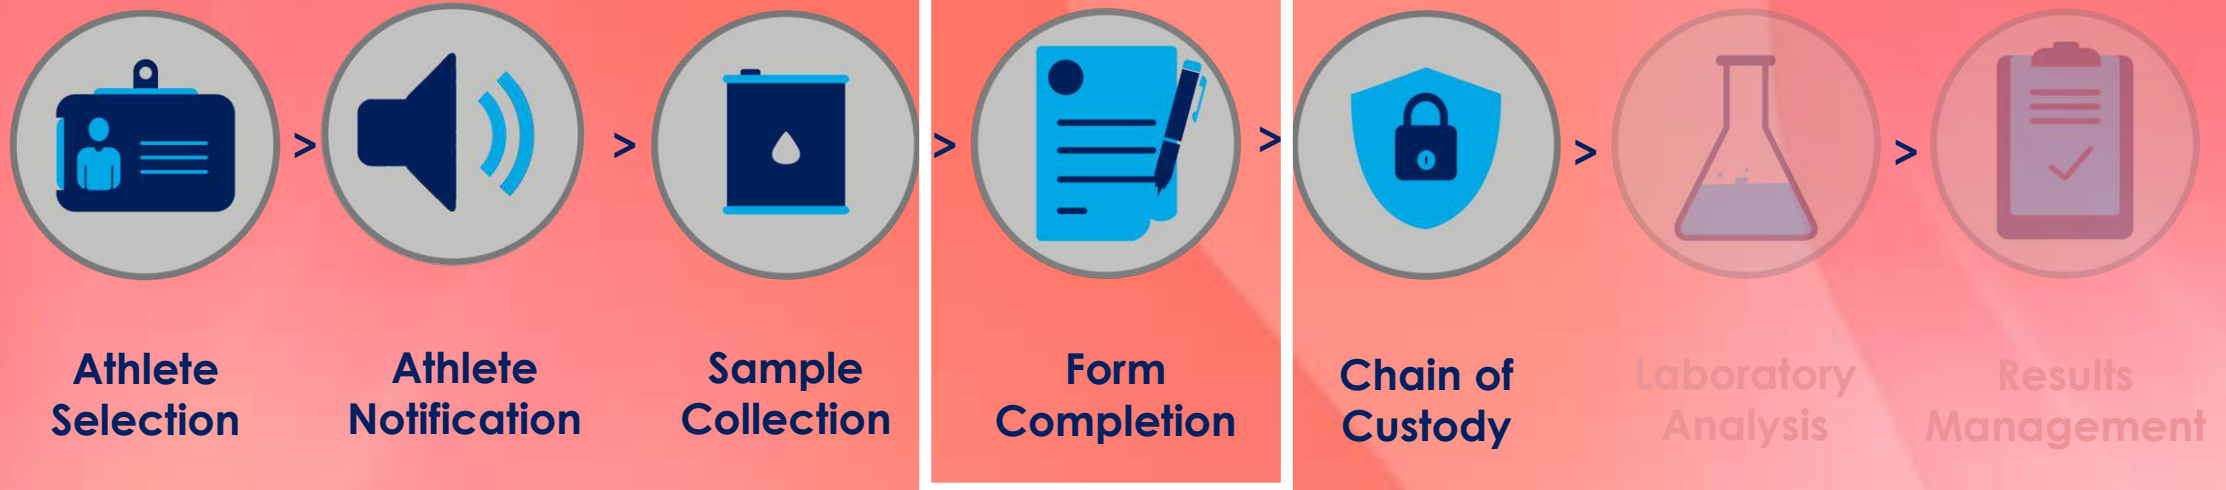 >
>
>
>
>
>
Athlete
Selection
Athlete
Notification
Sample
Collection
Form
Completion
Chain of
Custody
Laboratory
Analysis
Results
Management